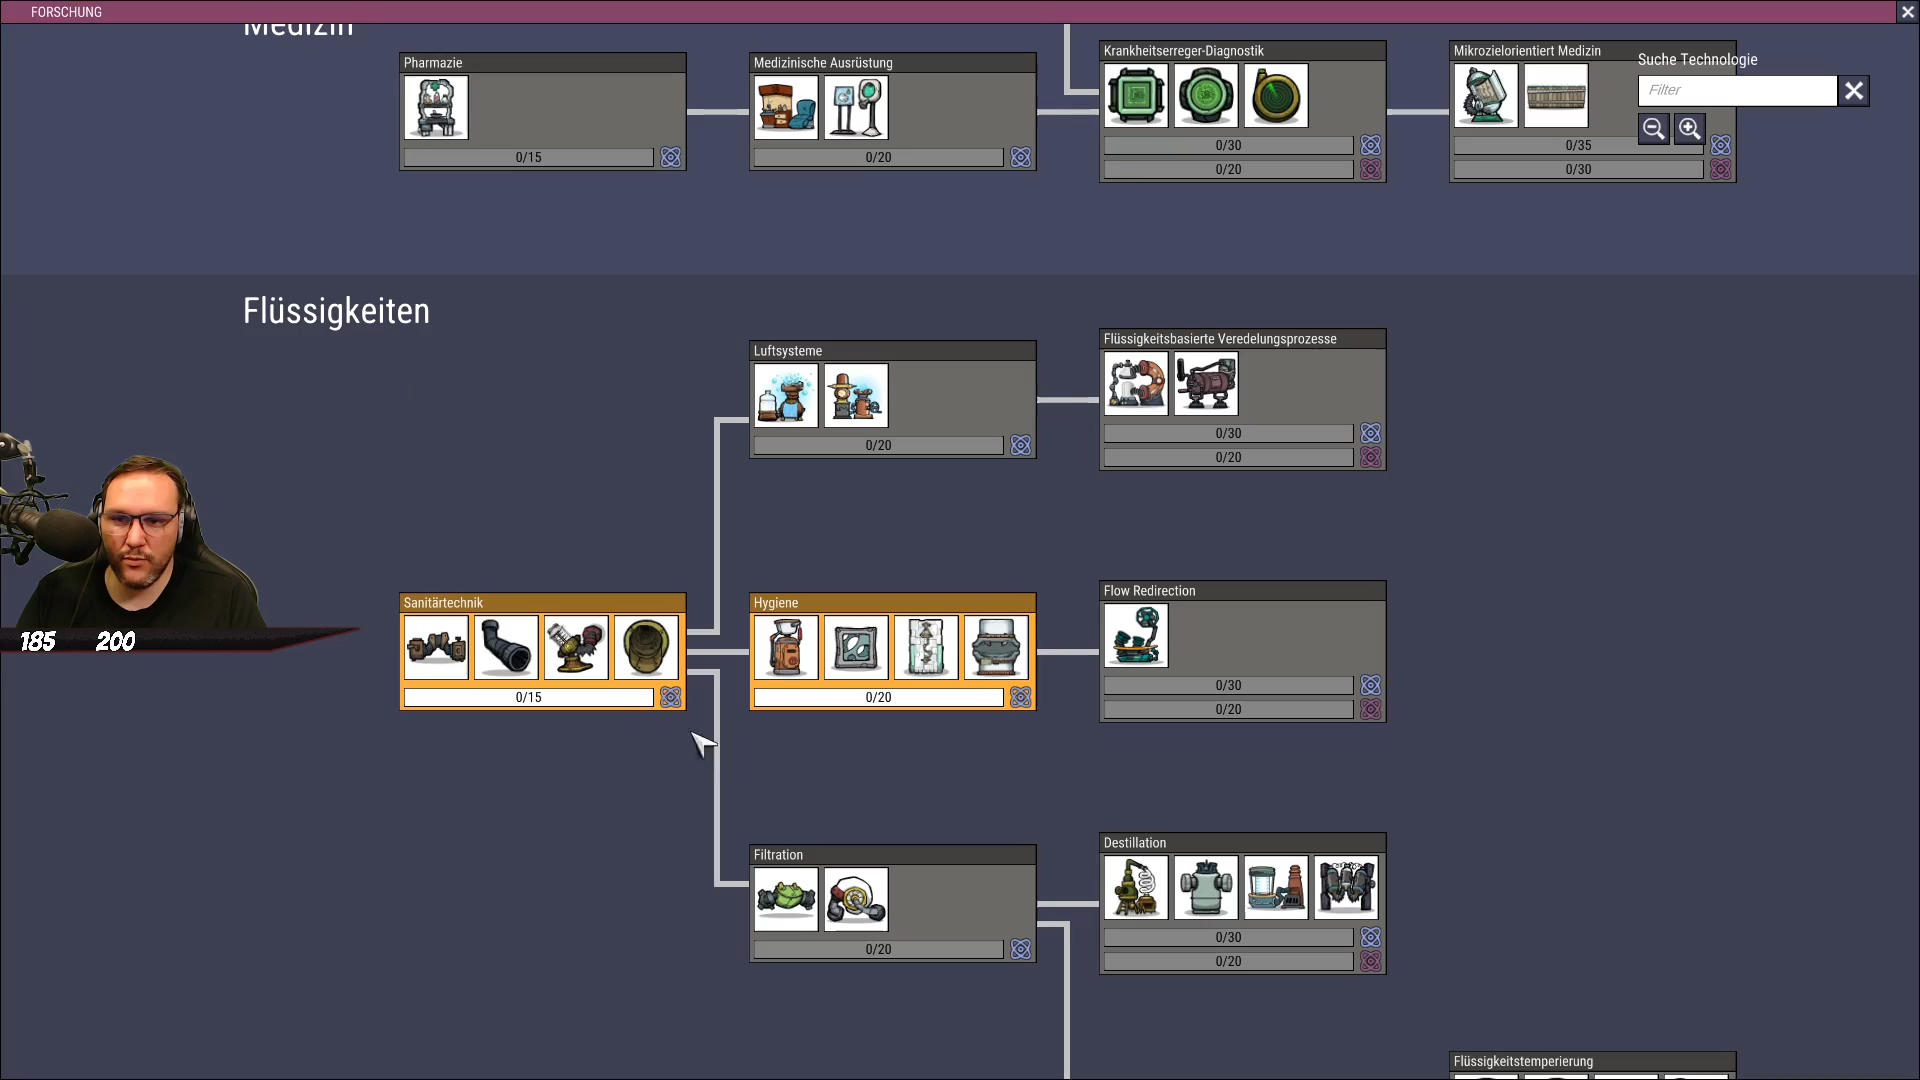 FORSCHUNG
Medizin
Pharmazie
0/15
Medizinische Ausrüstung
0/20
Krankheitserreger-Diagnostik
0/30
0/20
Mikrozielorientiert Medizin
0/35
0/30
Suche Technologie
Filter
Flüssigkeiten
Luftsysteme
0/20
Flüssigkeitsbasierte Veredelungsprozesse
0/30
0/20
Sanitärtechnik
0/15
Hygiene
0/20
Flow Redirection
0/30
0/20
185 200
Filtration
0/20
Destillation
0/30
0/20
Flüssigkeitstemperierung